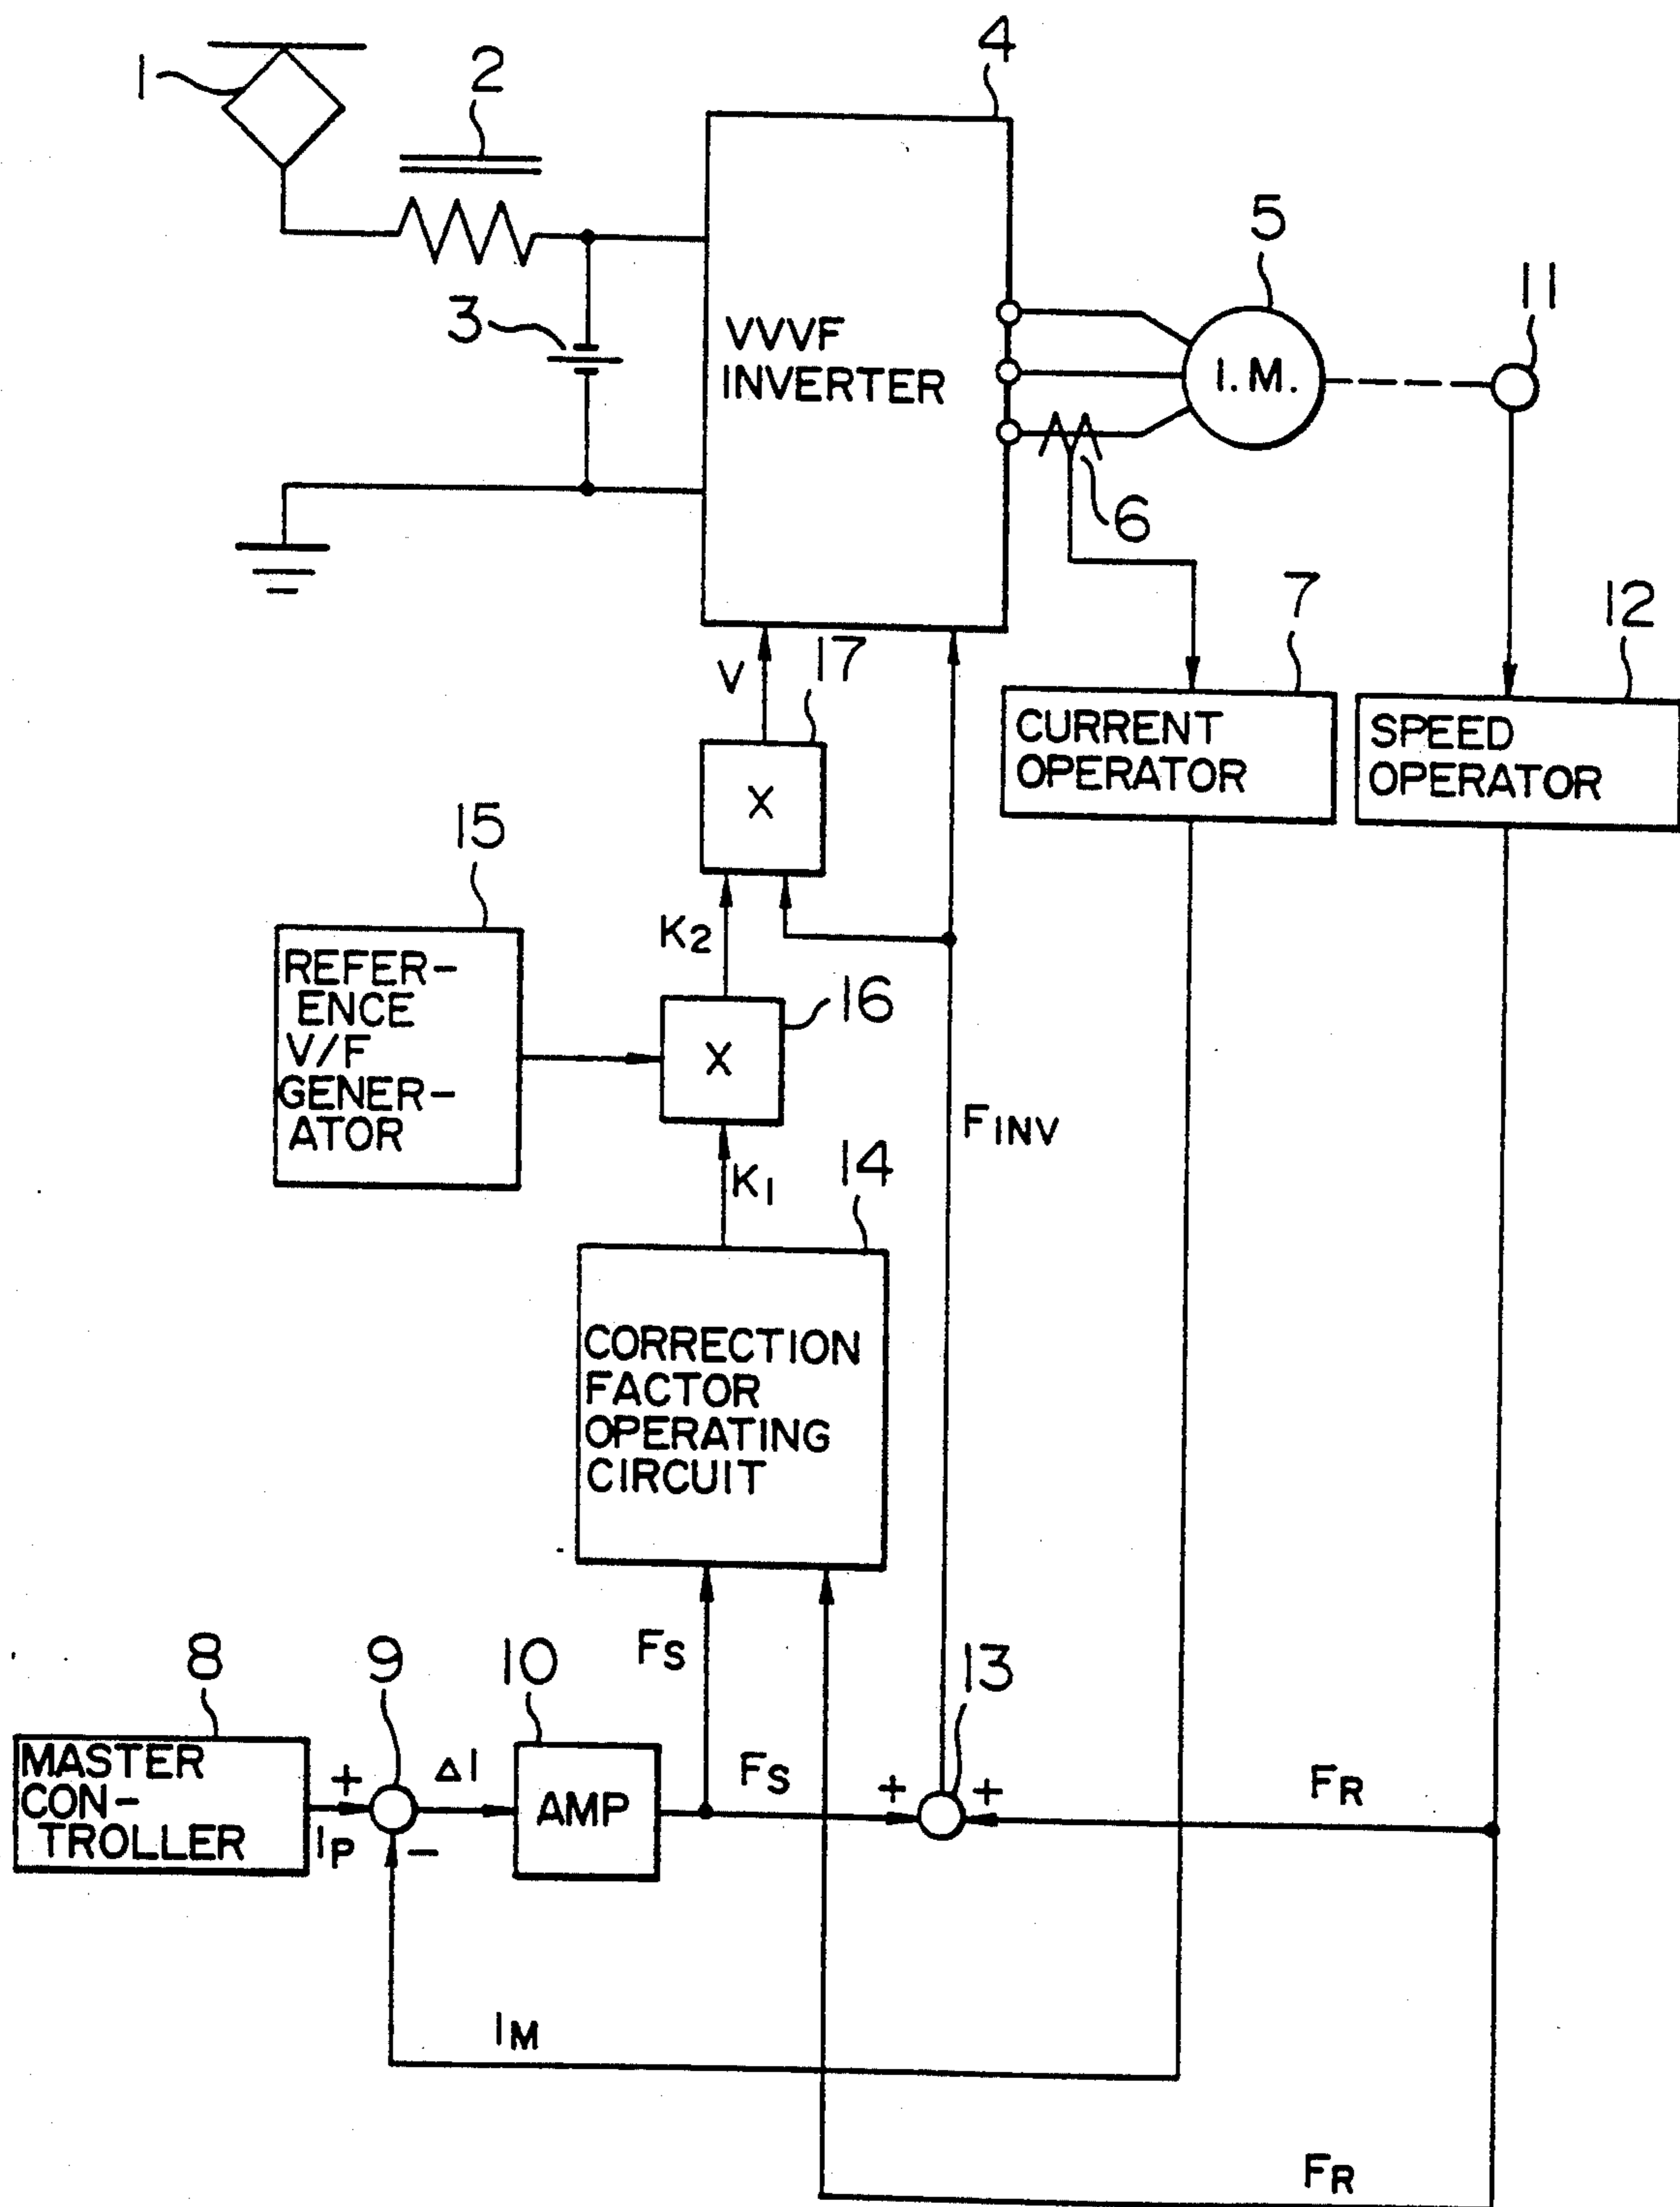 1
2
4
3
VVVF
INVERTER
5
I.M.
11
6
7
12
V
17
CURRENT
OPERATOR
SPEED
OPERATOR
X
15
K2
REFER-
ENCE
V/F
GENER-
ATOR
16
X
FINV
K1
14
CORRECTION
FACTOR
OPERATING
CIRCUIT
8
9
10
FS
13
MASTER
CON-
TROLLER
+
IP
-
ΔI
AMP
FS
+
+
FR
IM
FR